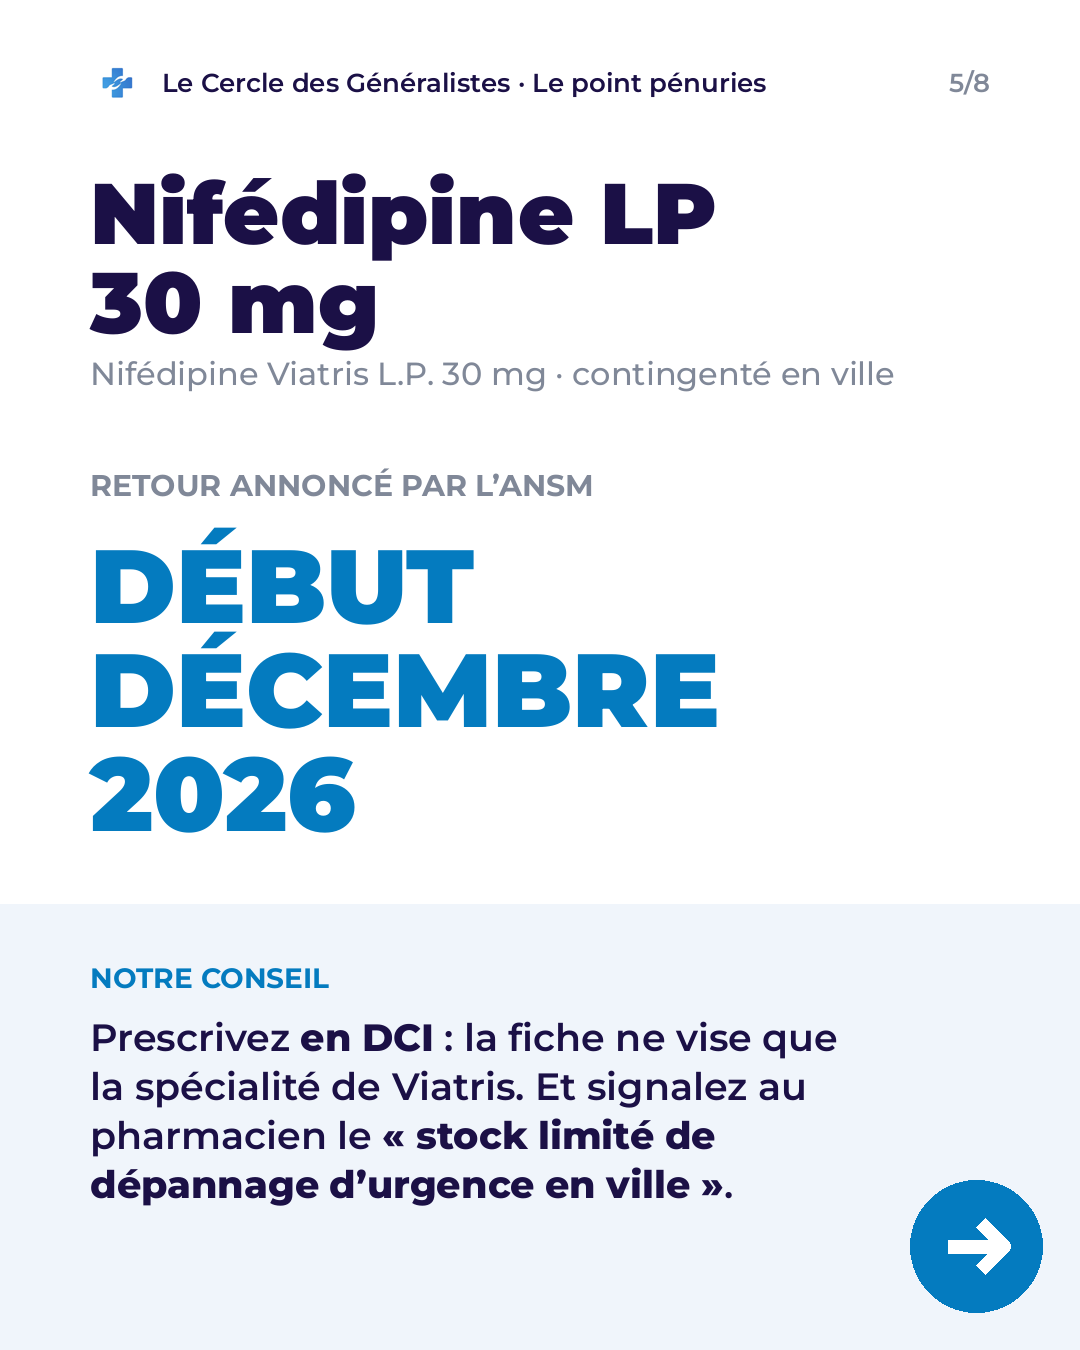 Le Cercle des Généralistes · Le point pénuries
5/8
Nifédipine LP
30 mg
Nifédipine Viatris L.P. 30 mg · contingenté en ville
RETOUR ANNONCÉ PAR L’ANSM
DÉBUT
DÉCEMBRE
2026
NOTRE CONSEIL
Prescrivez en DCI : la fiche ne vise que
la spécialité de Viatris. Et signalez au
pharmacien le « stock limité de
dépannage d’urgence en ville ».